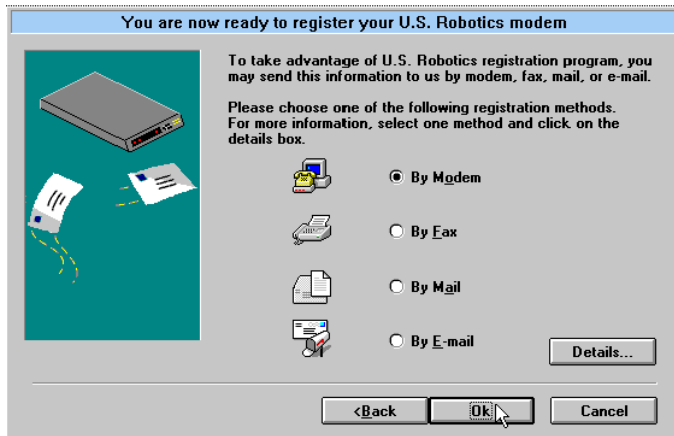 You are now ready to register your U.S. Robotics modem
To take advantage of U.S. Robotics registration program, you
may send this information to us by modem, fax, mail, or e-mail.
Please choose one of the following registration methods.
For more information, select one method and click on the
details box.
By Modem
By Fax
By Mail
By E-mail
Details...
<Back
Ok
Cancel